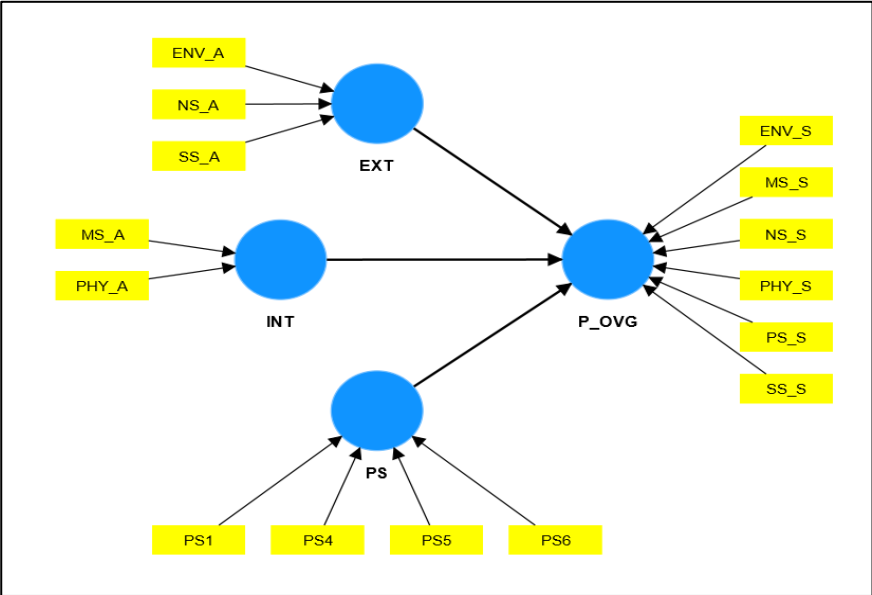 ENV_A
NS_A
SS_A
EXT
MS_A
PHY_A
INT
PS
PS1
PS4
PS5
PS6
P_OVG
ENV_S
MS_S
NS_S
PHY_S
PS_S
SS_S